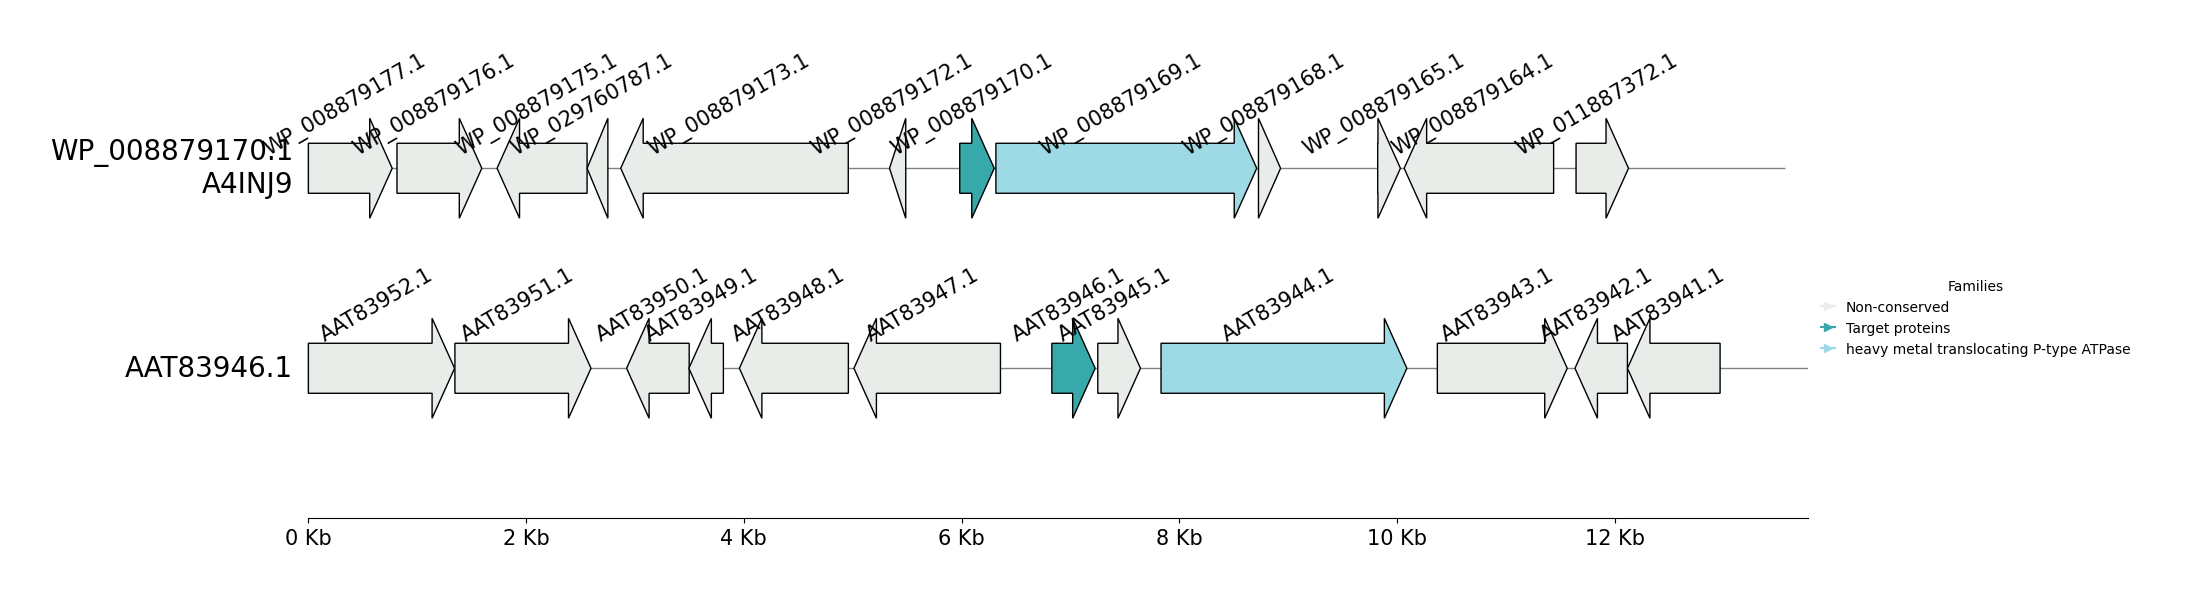 WP_008879177.1
WP_008879176.1
WP_008879175.1
WP_029760787.1
WP_008879173.1
WP_008879172.1
WP_008879170.1
WP_008879169.1
WP_008879168.1
WP_008879165.1
WP_008879164.1
WP_011887372.1
WP_008879170.1
A4INJ9
AAT83952.1
AAT83951.1
AAT83950.1
AAT83949.1
AAT83948.1
AAT83947.1
AAT83946.1
AAT83945.1
AAT83944.1
AAT83943.1
AAT83942.1
AAT83941.1
AAT83946.1
Families
Non-conserved
Target proteins
heavy metal translocating P-type ATPase
0 Kb
2 Kb
4 Kb
6 Kb
8 Kb
10 Kb
12 Kb